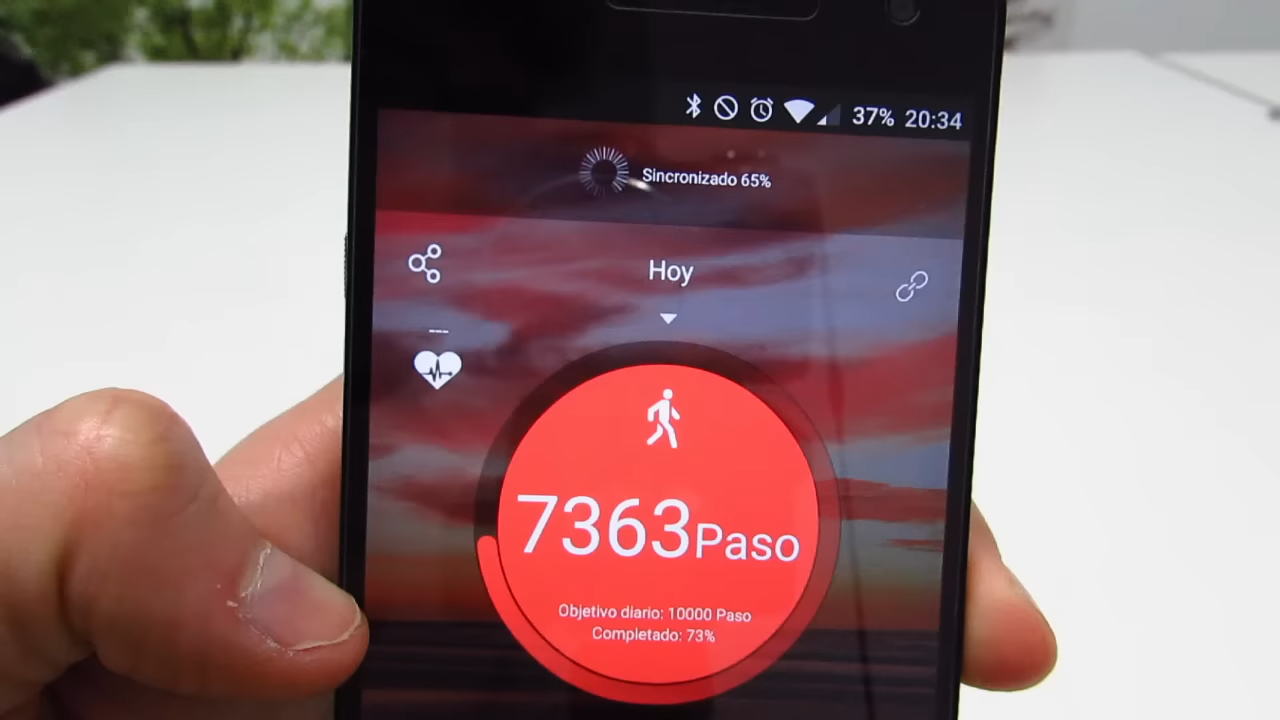 37% 20:34
Sincronizado 65%
Hoy
---
7363Paso
Objetivo diario: 10000 Paso
Completado: 73%